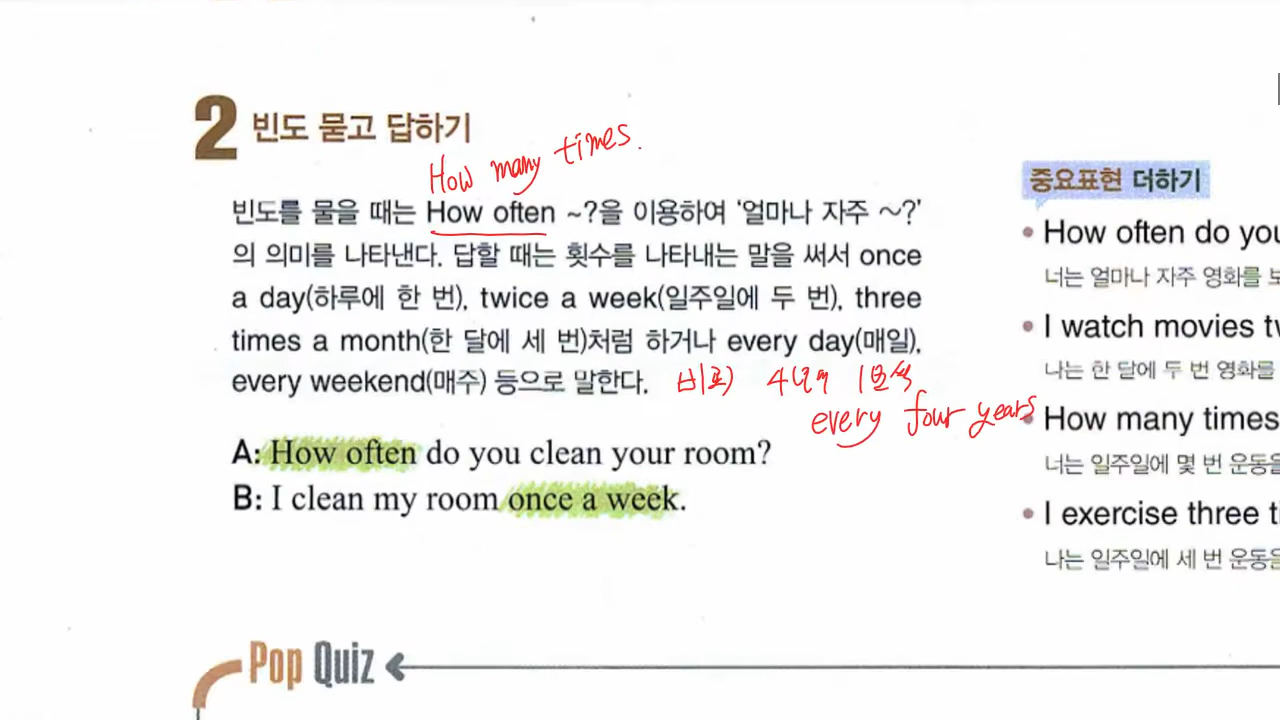 2 빈도 묻고 답하기
How many times.
빈도를 물을 때는 How often ~?을 이용하여 '얼마나 자주 ~?'
의 의미를 나타낸다. 답할 때는 횟수를 나타내는 말을 써서 once
a day(하루에 한 번), twice a week(일주일에 두 번), three
times a month(한 달에 세 번)처럼 하거나 every day(매일),
every weekend(매주) 등으로 말한다. 비교) 4년에 1번씩
every four years
A: How often do you clean your room?
B: I clean my room once a week.
중요표현 더하기
• How often do you
너는 얼마나 자주 영화를 보
• I watch movies tw
나는 한 달에 두 번 영화를
• How many times
너는 일주일에 몇 번 운동을
• I exercise three ti
나는 일주일에 세 번 운동을
Pop Quiz